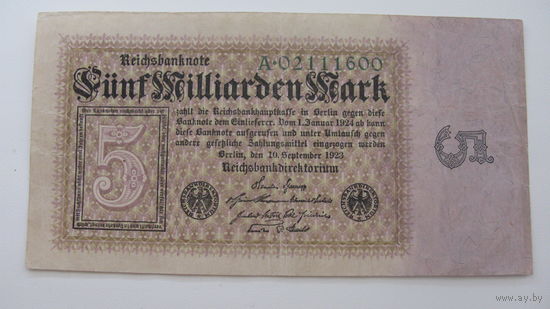 Reichsbanknote
A·02111600
Fünf Milliarden Mark
zahlt die Reichsbankhauptkasse in Berlin gegen diese
Banknote dem Einlieferer. Vom 1. Januar 1924 ab kann
diese Banknote aufgerufen und unter Umtausch gegen
andere gesetzliche Zahlungsmittel eingezogen werden
Berlin, den 10. September 1923
Reichsbankdirektorium
5
5
www.ay.by